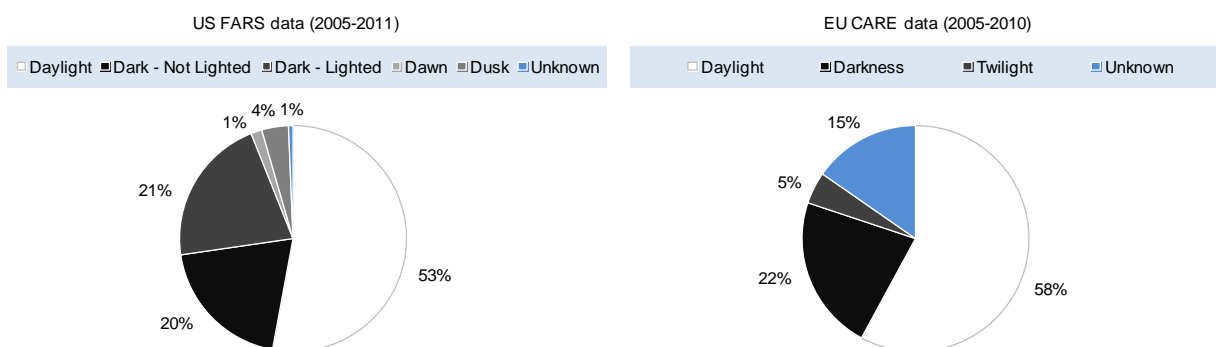 US FARS data (2005-2011)
Daylight Dark - Not Lighted Dark - Lighted Dawn Dusk Unknown
1% 4% 1%
21%
53%
20%
EU CARE data (2005-2010)
Daylight Darkness Twilight Unknown
15%
5%
22%
58%